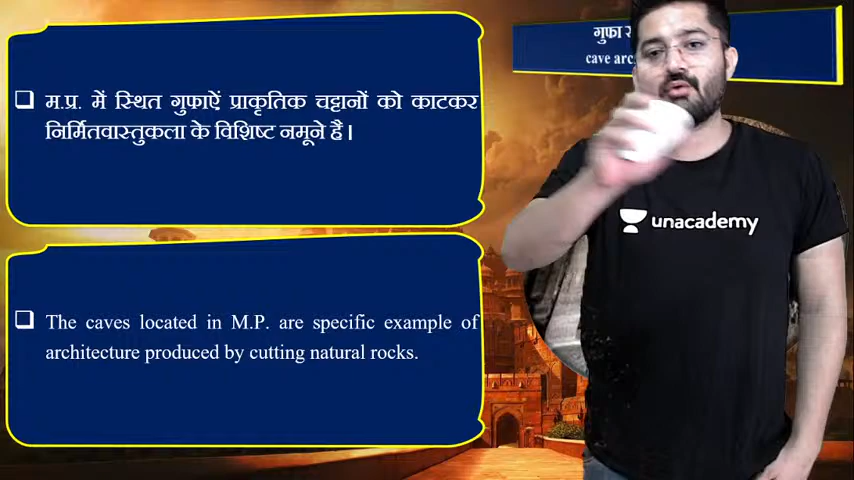 गुफा
cave
म.प्र. में स्थित गुफाऐं प्राकृतिक चट्टानों को काटकर
निर्मितवास्तुकला के विशिष्ट नमूने हैं।
unacademy
The caves located in M.P. are specific example of
architecture produced by cutting natural rocks.